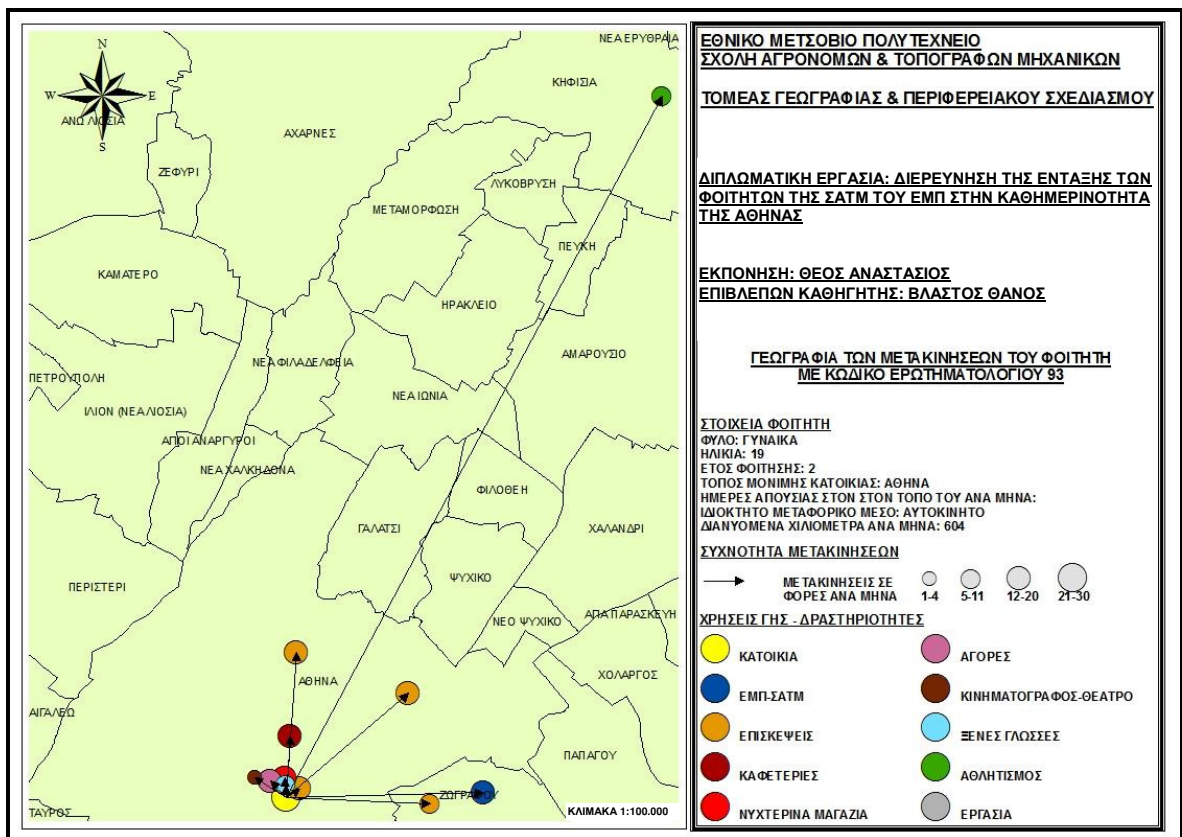 ΝΕΑ ΕΡΥΘΡΑΙΑ
N
W
E
S
ΚΗΦΙΣΙΑ
ΑΝΩ ΛΙΟΣΙΑ
ΑΧΑΡΝΕΣ
ΖΕΦΥΡΙ
ΛΥΚΟΒΡΥΣΗ
ΜΕΤΑΜΟΡΦΩΣΗ
ΠΕΥΚΗ
ΚΑΜΑΤΕΡΟ
ΗΡΑΚΛΕΙΟ
ΑΜΑΡΟΥΣΙΟ
ΝΕΑ ΦΙΛΑΔΕΛΦΕΙΑ
ΠΕΤΡΟΥΠΟΛΗ
ΝΕΑ ΙΩΝΙΑ
ΙΛΙΟΝ (ΝΕΑ ΛΙΟΣΙΑ)
ΑΓΙΟΙ ΑΝΑΡΓΥΡΟΙ
ΝΕΑ ΧΑΛΚΗΔΟΝΑ
ΦΙΛΟΘΕΗ
ΓΑΛΑΤΣΙ
ΧΑΛΑΝΔΡΙ
ΨΥΧΙΚΟ
ΠΕΡΙΣΤΕΡΙ
ΑΓΙΑ ΠΑΡΑΣΚΕΥΗ
ΝΕΟ ΨΥΧΙΚΟ
ΧΟΛΑΡΓΟΣ
ΑΘΗΝΑ
ΑΙΓΑΛΕΩ
ΠΑΠΑΓΟΥ
ΖΩΓΡΑΦΟΥ
ΤΑΥΡΟΣ
ΚΛΙΜΑΚΑ 1:100.000
ΕΘΝΙΚΟ ΜΕΤΣΟΒΙΟ ΠΟΛΥΤΕΧΝΕΙΟ
ΣΧΟΛΗ ΑΓΡΟΝΟΜΩΝ & ΤΟΠΟΓΡΑΦΩΝ ΜΗΧΑΝΙΚΩΝ
ΤΟΜΕΑΣ ΓΕΩΓΡΑΦΙΑΣ & ΠΕΡΙΦΕΡΕΙΑΚΟΥ ΣΧΕΔΙΑΣΜΟΥ
ΔΙΠΛΩΜΑΤΙΚΗ ΕΡΓΑΣΙΑ: ΔΙΕΡΕΥΝΗΣΗ ΤΗΣ ΕΝΤΑΞΗΣ ΤΩΝ
ΦΟΙΤΗΤΩΝ ΤΗΣ ΣΑΤΜ ΤΟΥ ΕΜΠ ΣΤΗΝ ΚΑΘΗΜΕΡΙΝΟΤΗΤΑ
ΤΗΣ ΑΘΗΝΑΣ
ΕΚΠΟΝΗΣΗ: ΘΕΟΣ ΑΝΑΣΤΑΣΙΟΣ
ΕΠΙΒΛΕΠΩΝ ΚΑΘΗΓΗΤΗΣ: ΒΛΑΣΤΟΣ ΘΑΝΟΣ
ΓΕΩΓΡΑΦΙΑ ΤΩΝ ΜΕΤΑΚΙΝΗΣΕΩΝ ΤΟΥ ΦΟΙΤΗΤΗ
ΜΕ ΚΩΔΙΚΟ ΕΡΩΤΗΜΑΤΟΛΟΓΙΟΥ 93
ΣΤΟΙΧΕΙΑ ΦΟΙΤΗΤΗ
ΦΥΛΟ: ΓΥΝΑΙΚΑ
ΗΛΙΚΙΑ: 19
ΕΤΟΣ ΦΟΙΤΗΣΗΣ: 2
ΤΟΠΟΣ ΜΟΝΙΜΗΣ ΚΑΤΟΙΚΙΑΣ: ΑΘΗΝΑ
ΗΜΕΡΕΣ ΑΠΟΥΣΙΑΣ ΣΤΟΝ ΣΤΟΝ ΤΟΠΟ ΤΟΥ ΑΝΑ ΜΗΝΑ:
ΙΔΙΟΚΤΗΤΟ ΜΕΤΑΦΟΡΙΚΟ ΜΕΣΟ: ΑΥΤΟΚΙΝΗΤΟ
ΔΙΑΝΥΟΜΕΝΑ ΧΙΛΙΟΜΕΤΡΑ ΑΝΑ ΜΗΝΑ: 604
ΣΥΧΝΟΤΗΤΑ ΜΕΤΑΚΙΝΗΣΕΩΝ
ΜΕΤΑΚΙΝΗΣΕΙΣ ΣΕ
ΦΟΡΕΣ ΑΝΑ ΜΗΝΑ 1-4 5-11 12-20 21-30
ΧΡΗΣΕΙΣ ΓΗΣ - ΔΡΑΣΤΗΡΙΟΤΗΤΕΣ
ΚΑΤΟΙΚΙΑ ΑΓΟΡΕΣ
ΕΜΠ-ΣΑΤΜ ΚΙΝΗΜΑΤΟΓΡΑΦΟΣ-ΘΕΑΤΡΟ
ΕΠΙΣΚΕΨΕΙΣ ΞΕΝΕΣ ΓΛΩΣΣΕΣ
ΚΑΦΕΤΕΡΙΕΣ ΑΘΛΗΤΙΣΜΟΣ
ΝΥΧΤΕΡΙΝΑ ΜΑΓΑΖΙΑ ΕΡΓΑΣΙΑ